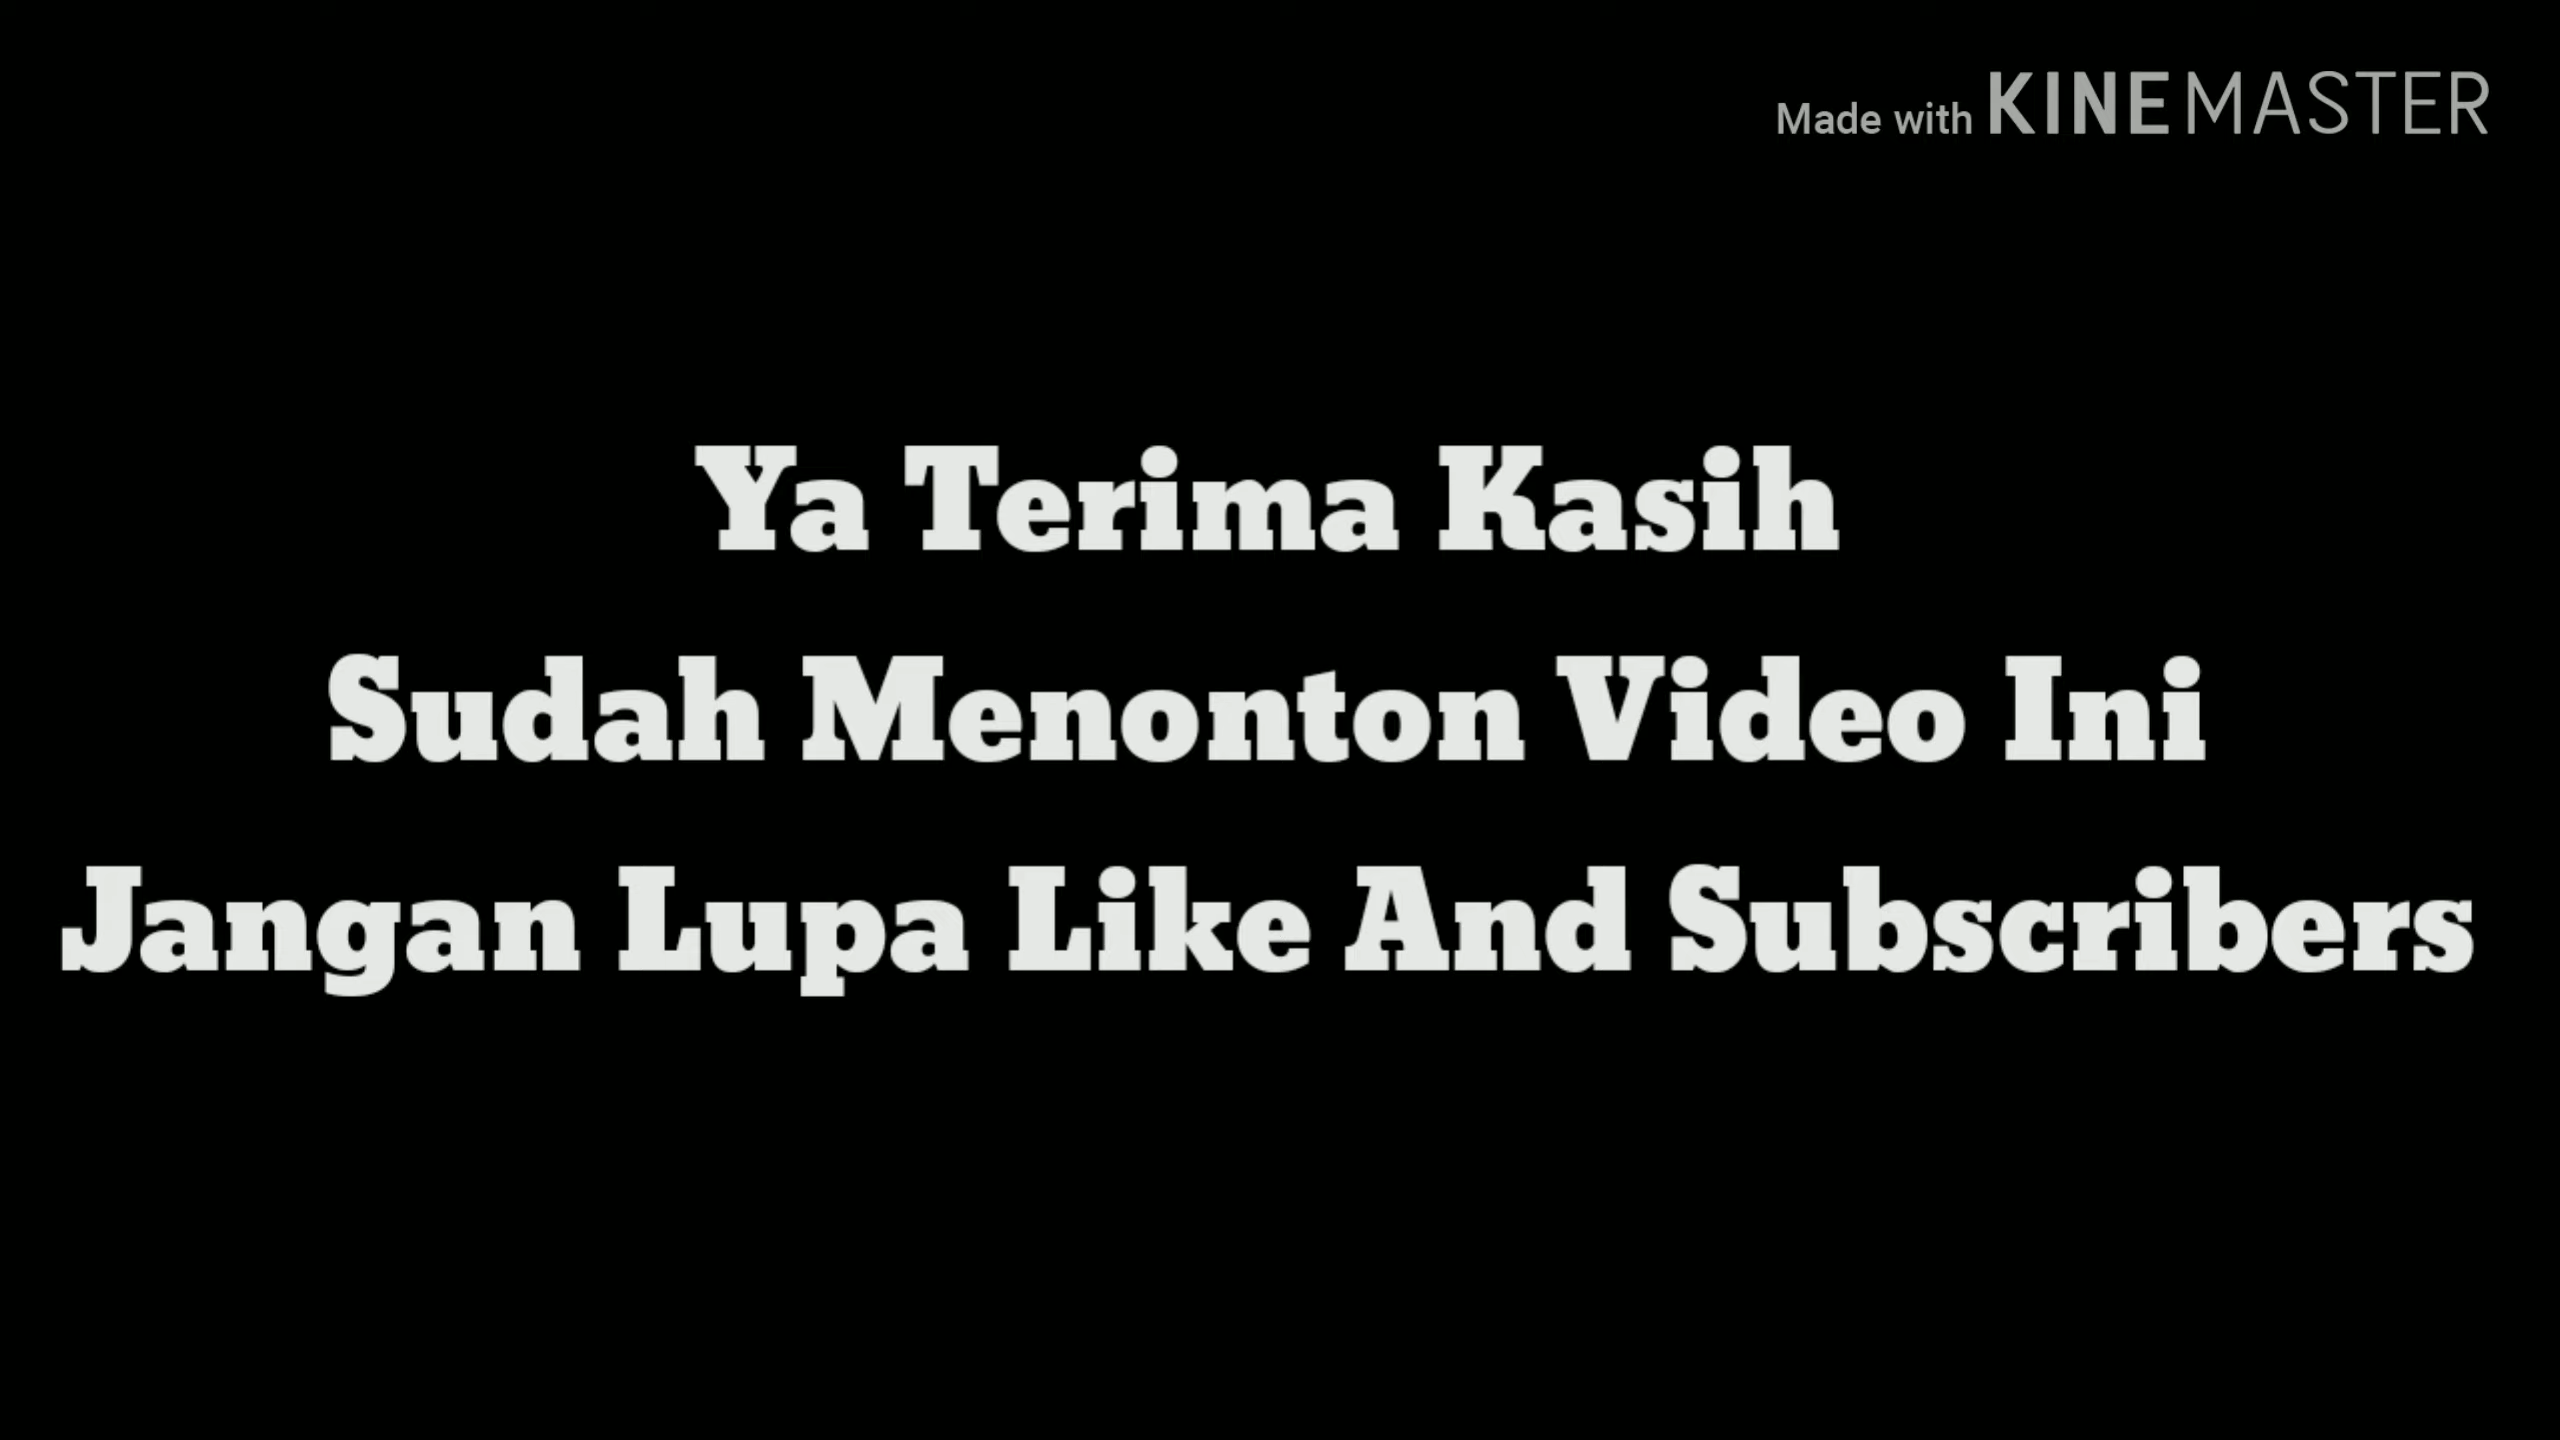 Made with KINEMASTER
Ya Terima Kasih
Sudah Menonton Video Ini
Jangan Lupa Like And Subscribers